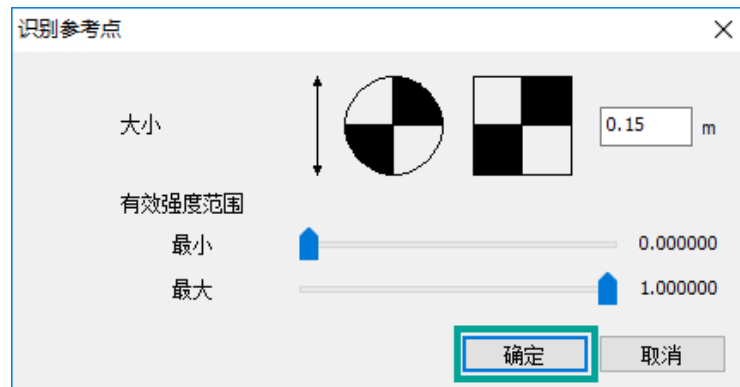 识别参考点
大小 0.15 m
有效强度范围
最小 0.000000
最大 1.000000
确定 取消